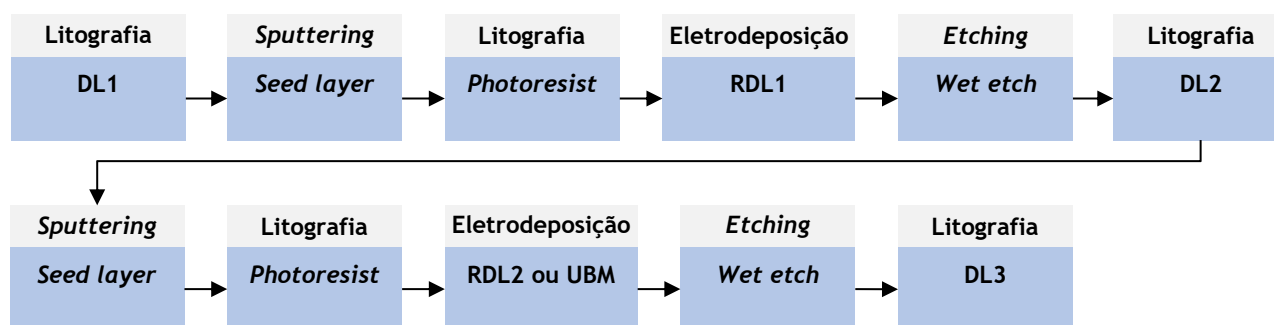 Litografia
DL1
Sputtering
Seed layer
Litografia
Photoresist
Eletrodeposição
RDL1
Etching
Wet etch
Litografia
DL2
Sputtering
Seed layer
Litografia
Photoresist
Eletrodeposição
RDL2 ou UBM
Etching
Wet etch
Litografia
DL3